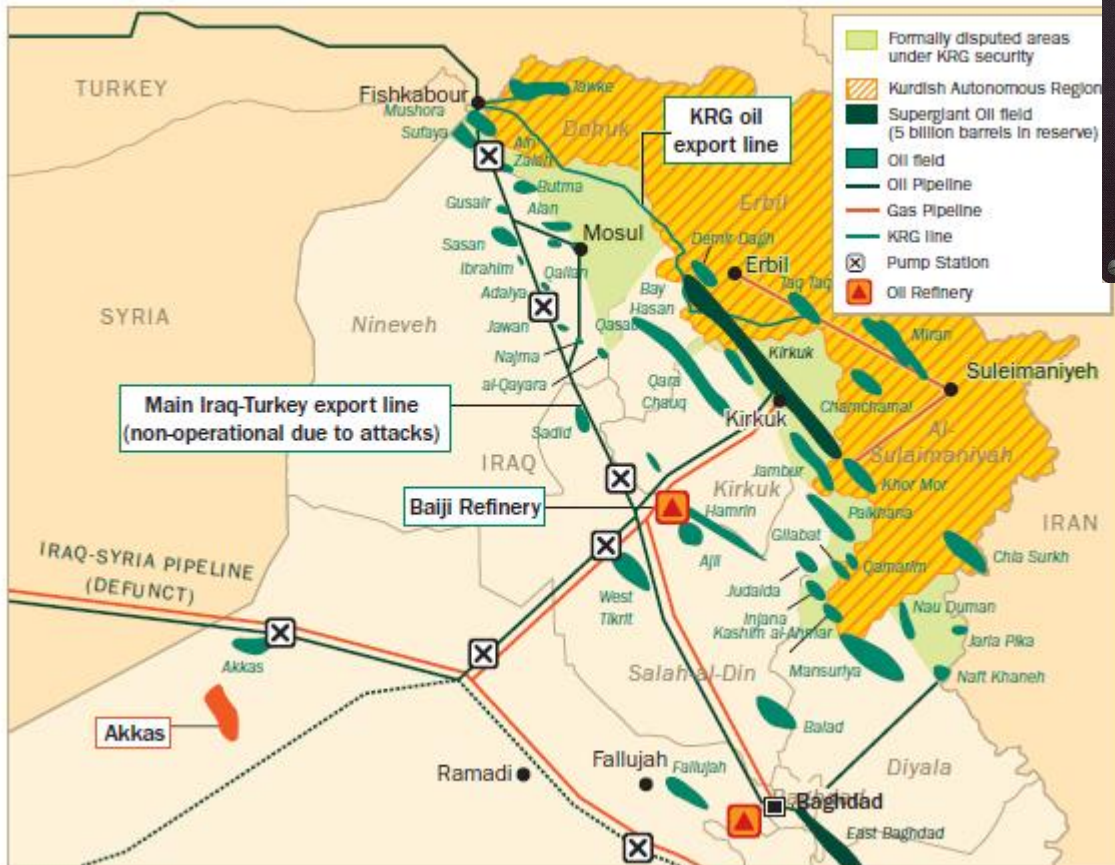 Formally disputed areas
under KRG security
Kurdish Autonomous Region
Supergiant Oil field
(5 billion barrels in reserve)
Oil field
Oil Pipeline
Gas Pipeline
KRG line
Pump Station
Oil Refinery
TURKEY
Fishkabour
Tawke
Mushora
Sufaya
Dohuk
KRG oil
export line
Ain
Zalah
Butma
Gusair
Alan
Erbil
Mosul
Demir Dagh
Sasan
Erbil
Ibrahim
Qallan
Taq Taq
Adaiya
Bay
Hasan
SYRIA
Nineveh
Jawan
Qasab
Miran
Najma
Kirkuk
al-Qayara
Qara
Chauq
Suleimaniyeh
Main Iraq-Turkey export line
(non-operational due to attacks)
Chamchamal
Kirkuk
Sadid
Al-
Sulaimaniyah
IRAQ
Jambur
Khor Mor
Kirkuk
Baiji Refinery
Hamrin
Palkhana
IRAN
Gilabat
IRAQ-SYRIA PIPELINE
(DEFUNCT)
Ajil
Qamarim
Chia Surkh
Judaida
West
Tikrit
Injana
Nau Duman
Kashim al-Ahmar
Jaria Pika
Akkas
Salah-al-Din
Mansuriya
Naft Khaneh
Akkas
Balad
Fallujah
Ramadi
Fallujah
Diyala
Baghdad
Baghdad
East Baghdad